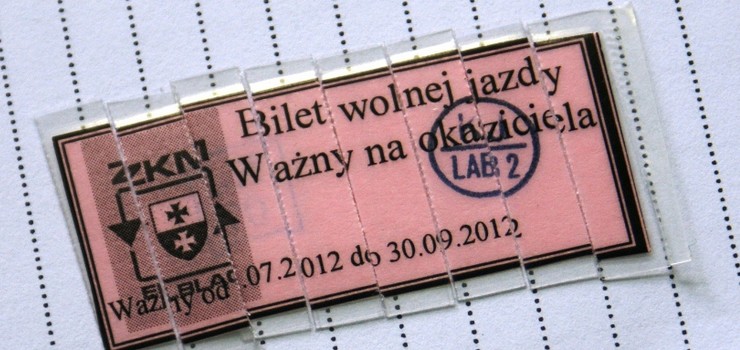 ZKM
ELBLĄG
Bilet wolnej jazdy
Ważny na okaziciela
LAB 2
Ważny od .07.2012 do 30.09.2012